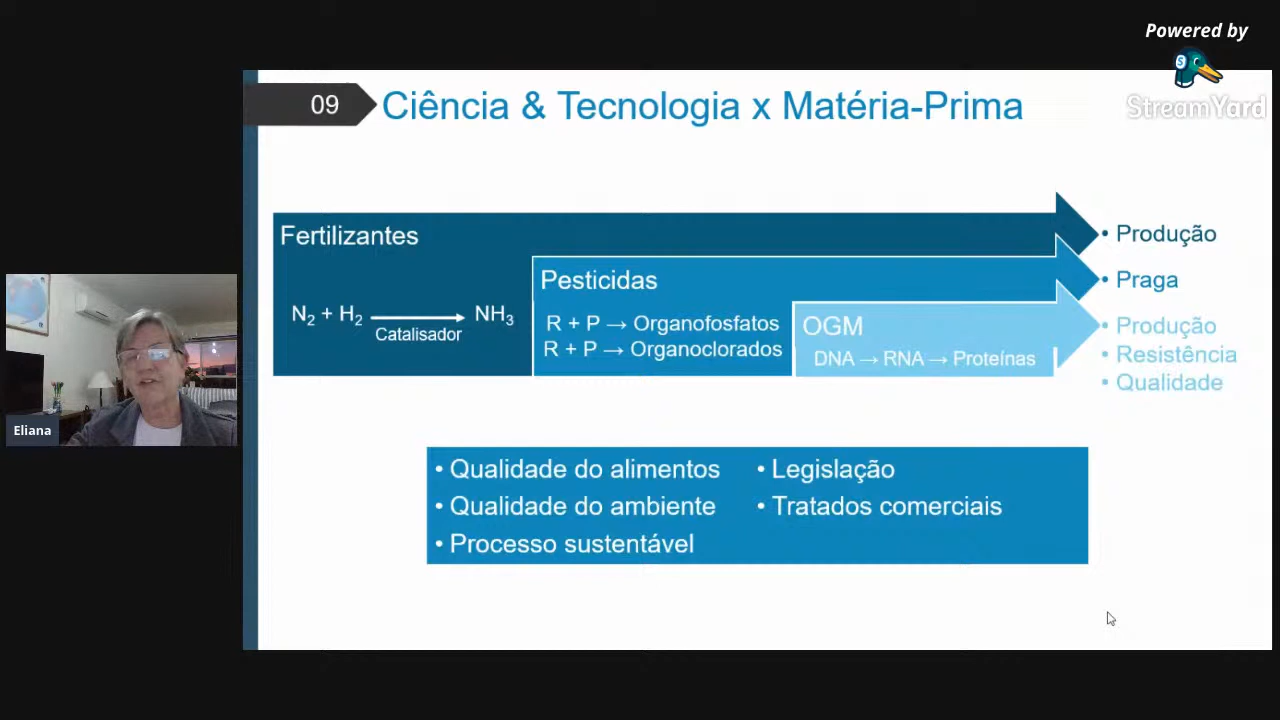 Powered by
StreamYard
09
Ciência & Tecnologia x Matéria-Prima
Fertilizantes
N2 + H2 → NH3
Catalisador
Pesticidas
R + P → Organofosfatos
R + P → Organoclorados
OGM
DNA → RNA → Proteínas
• Produção
• Praga
• Produção
• Resistência
• Qualidade
Eliana
• Qualidade do alimentos
• Qualidade do ambiente
• Processo sustentável
• Legislação
• Tratados comerciais